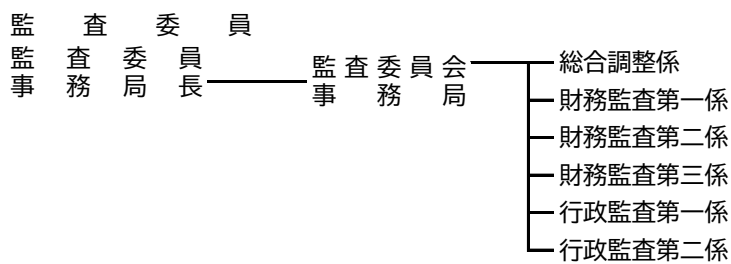 監査委員
監査委員
事務局長
監査委員会
事務局
総合調整係
財務監査第一係
財務監査第二係
財務監査第三係
行政監査第一係
行政監査第二係